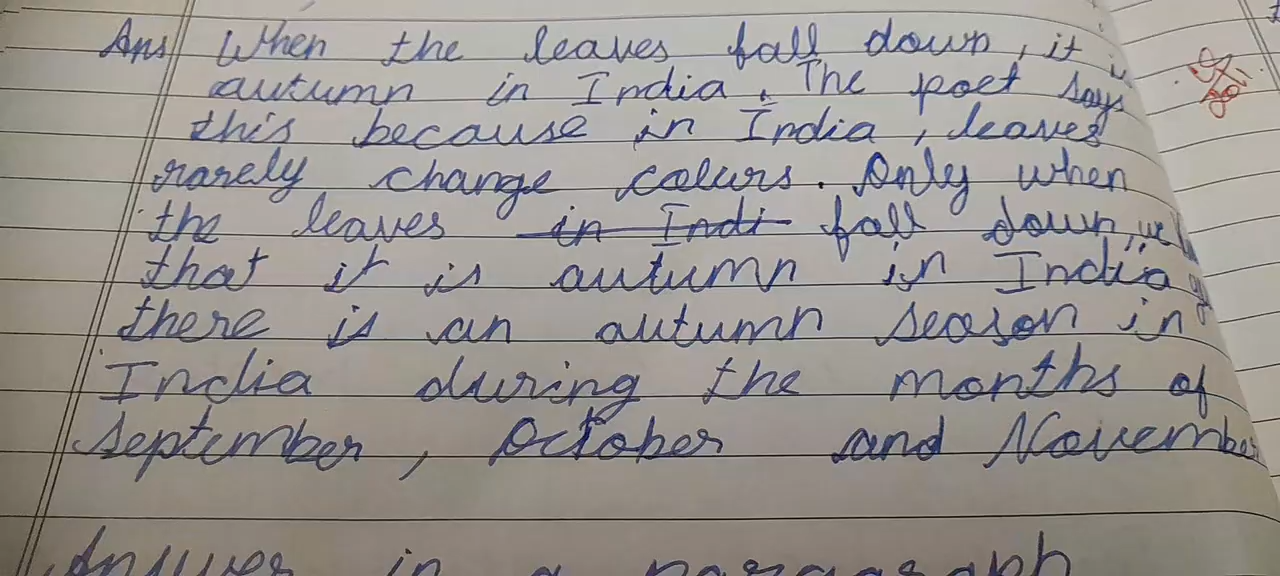 Ans When the leaves fall down, it is
autumn in India. The poet says
this because in India, leaves
rarely change colurs. Only when
the leaves in Indi fall down, we
that it is autumn in India
there is an autumn season in
India during the months of
September, October and November
Answer in a paragraph